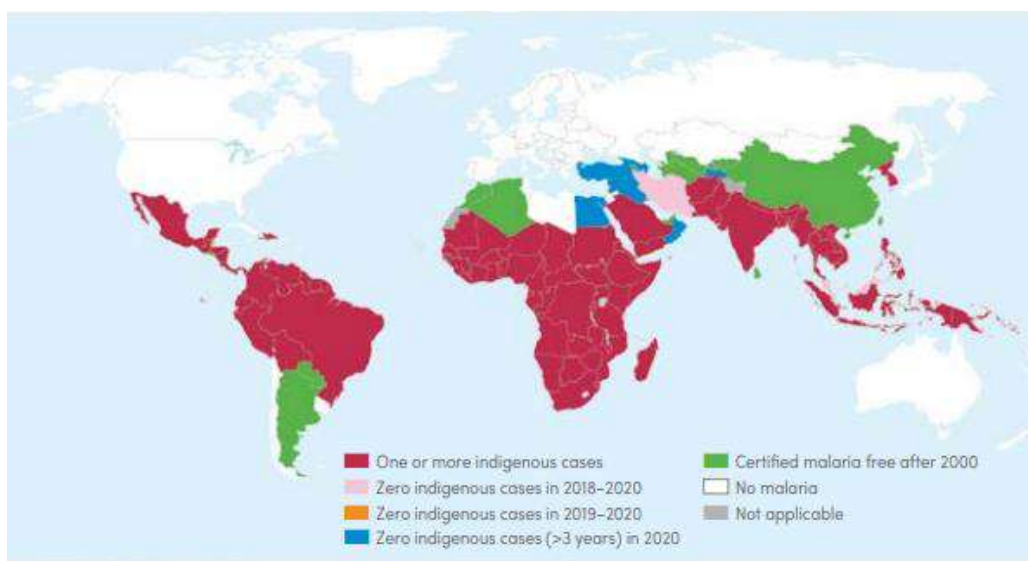 One or more indigenous cases
Zero indigenous cases in 2018–2020
Zero indigenous cases in 2019–2020
Zero indigenous cases (>3 years) in 2020
Certified malaria free after 2000
No malaria
Not applicable